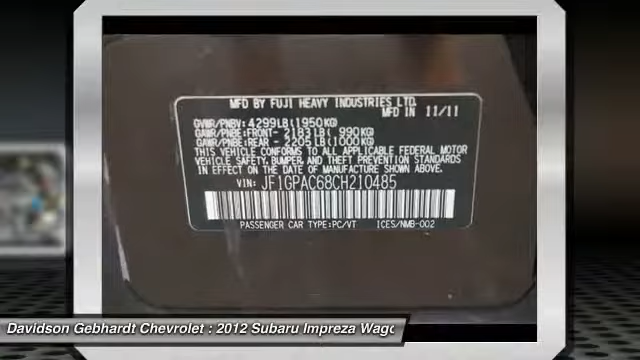 MFD BY FUJI HEAVY INDUSTRIES LTD.
MFD IN 11/11
GVWR/PNBV: 4299LB(1950KG)
GAWR/PNBE:FRONT- 2183LB( 990KG)
GAWR/PNBE:REAR - 2205LB(1000KG)
THIS VEHICLE CONFORMS TO ALL APPLICABLE FEDERAL MOTOR
VEHICLE SAFETY, BUMPER, AND THEFT PREVENTION STANDARDS
IN EFFECT ON THE DATE OF MANUFACTURE SHOWN ABOVE.
VIN: JF1GPAC68CH210485
PASSENGER CAR TYPE:PC/VT ICES/NMB-002
Davidson Gebhardt Chevrolet : 2012 Subaru Impreza Wago